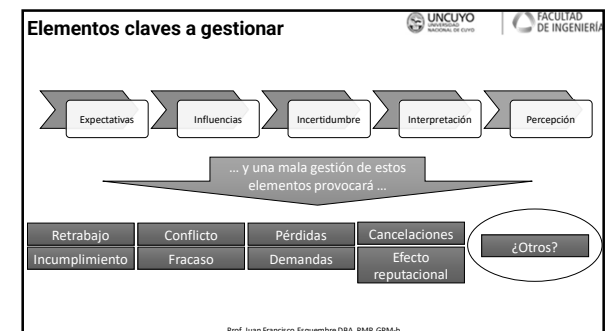 Elementos claves a gestionar
UNCUYO
UNIVERSIDAD
NACIONAL DE CUYO
FACULTAD
DE INGENIERÍA
Expectativas
Influencias
Incertidumbre
Interpretación
Percepción
... y una mala gestión de estos
elementos provocará ...
Retrabajo
Conflicto
Pérdidas
Cancelaciones
¿Otros?
Incumplimiento
Fracaso
Demandas
Efecto
reputacional
Prof. Juan Francisco Esquembre DBA, PMP, GPM-b